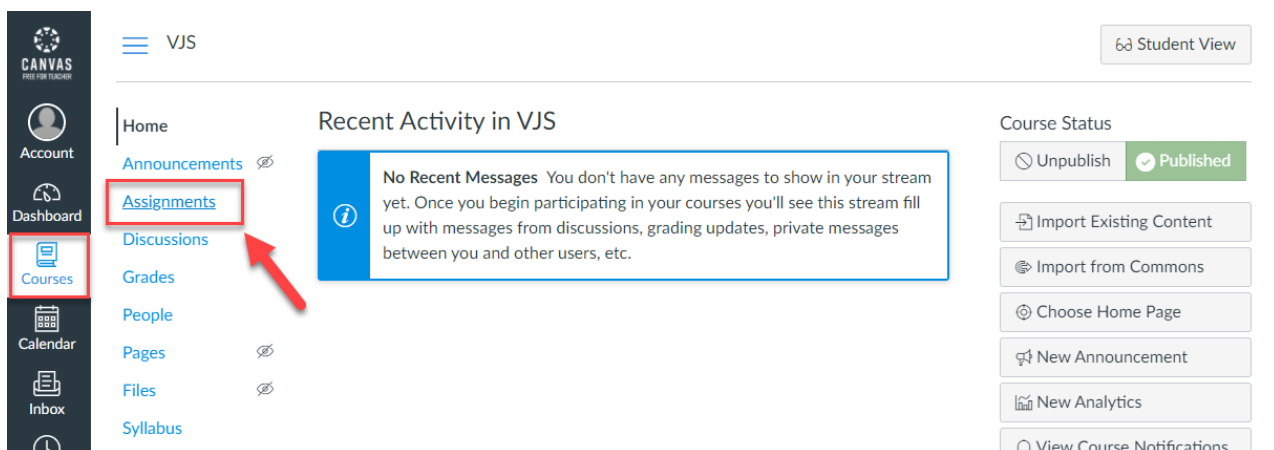 CANVAS
FREE FOR TEACHER
Account
Dashboard
Courses
Calendar
Inbox
VJS
Student View
Home
Announcements
Assignments
Discussions
Grades
People
Pages
Files
Syllabus
Recent Activity in VJS
No Recent Messages You don't have any messages to show in your stream
yet. Once you begin participating in your courses you'll see this stream fill
up with messages from discussions, grading updates, private messages
between you and other users, etc.
Course Status
Unpublish
Published
Import Existing Content
Import from Commons
Choose Home Page
New Announcement
New Analytics
View Course Notifications